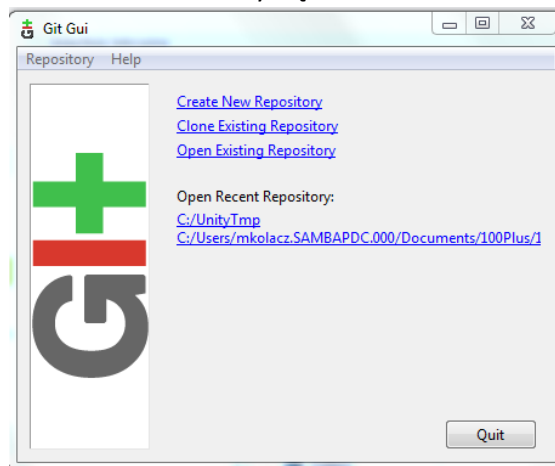 Git Gui
Repository Help
Create New Repository
Clone Existing Repository
Open Existing Repository
Open Recent Repository:
C:/UnityTmp
C:/Users/mkolacz.SAMBAPDC.000/Documents/100Plus/1
GIt
Quit